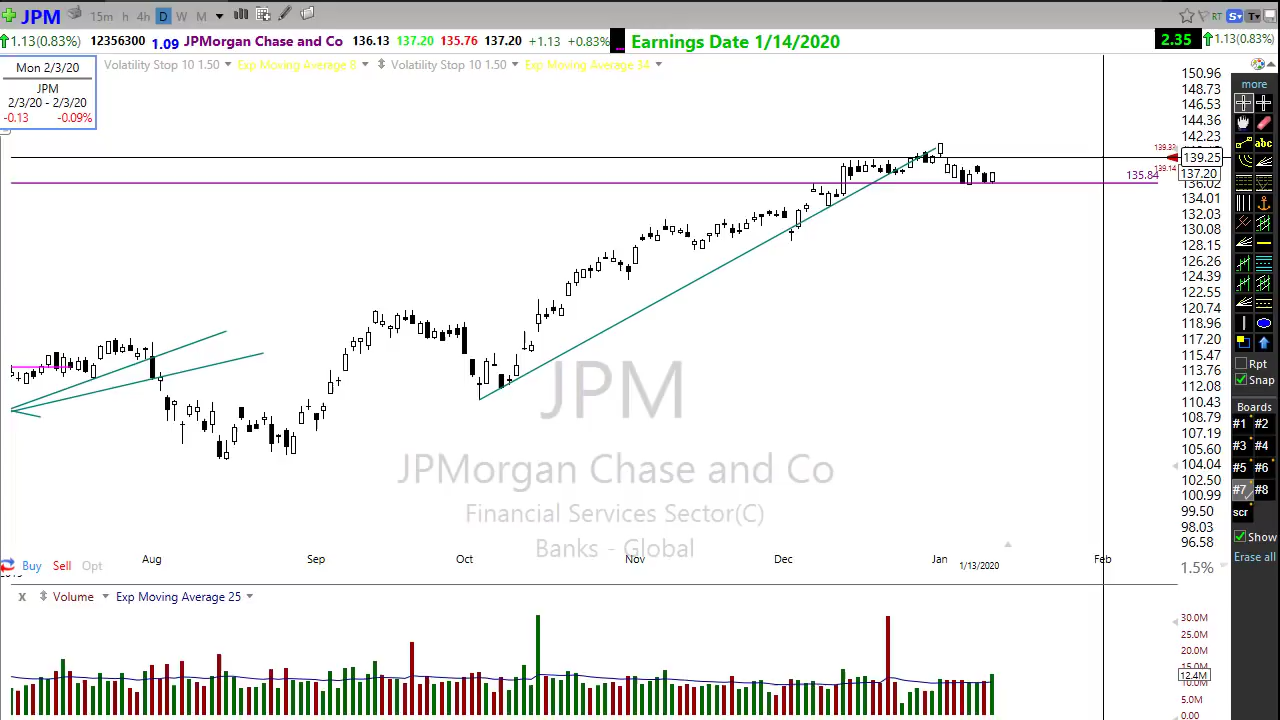 JPM 15m h 4h D W M RT S T
1.13(0.83%) 12356300 1.09 JPMorgan Chase and Co 136.13 137.20 135.76 137.20 +1.13 +0.83% Earnings Date 1/14/2020 2.35 1.13(0.83%)
Mon 2/3/20
JPM
2/3/20 - 2/3/20
-0.13 -0.09%
Volatility Stop 10 1.50 Exp Moving Average 8 Volatility Stop 10 1.50 Exp Moving Average 34
150.96
148.73
146.53
144.36
142.23
139.31
139.25
139.14
137.20
135.84
136.02
134.01
132.03
130.08
128.15
126.26
124.39
122.55
120.74
118.96
117.20
115.47
113.76
112.08
110.43
108.79
107.19
105.60
104.04
102.50
100.99
99.50
98.03
96.58
more
abc
Rpt
Snap
Boards
#1 #2
#3 #4
#5 #6
#7 #8
scr
Show
Erase all
JPM
JPMorgan Chase and Co
Financial Services Sector(C)
Banks - Global
Aug Sep Oct Nov Dec Jan Feb
1/13/2020
Buy Sell Opt
1.5%
x Volume Exp Moving Average 25
30.0M
25.0M
20.0M
15.0M
12.4M
10.0M
5.0M
0.00